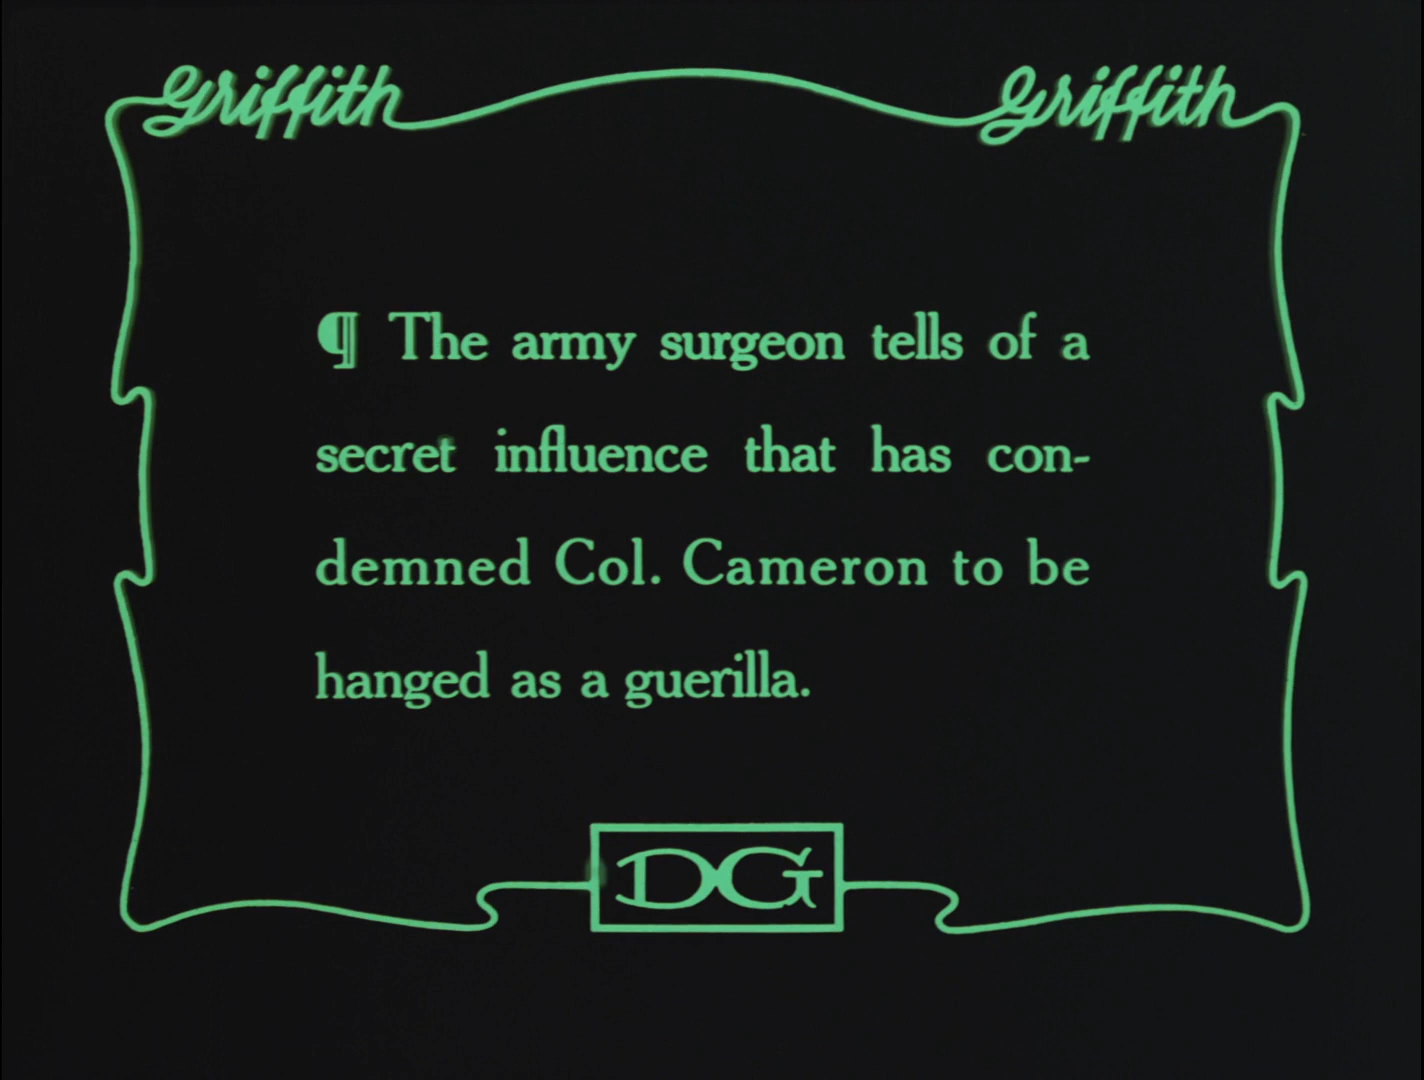 Griffith Griffith
¶ The army surgeon tells of a
secret influence that has con-
demned Col. Cameron to be
hanged as a guerilla.
DG